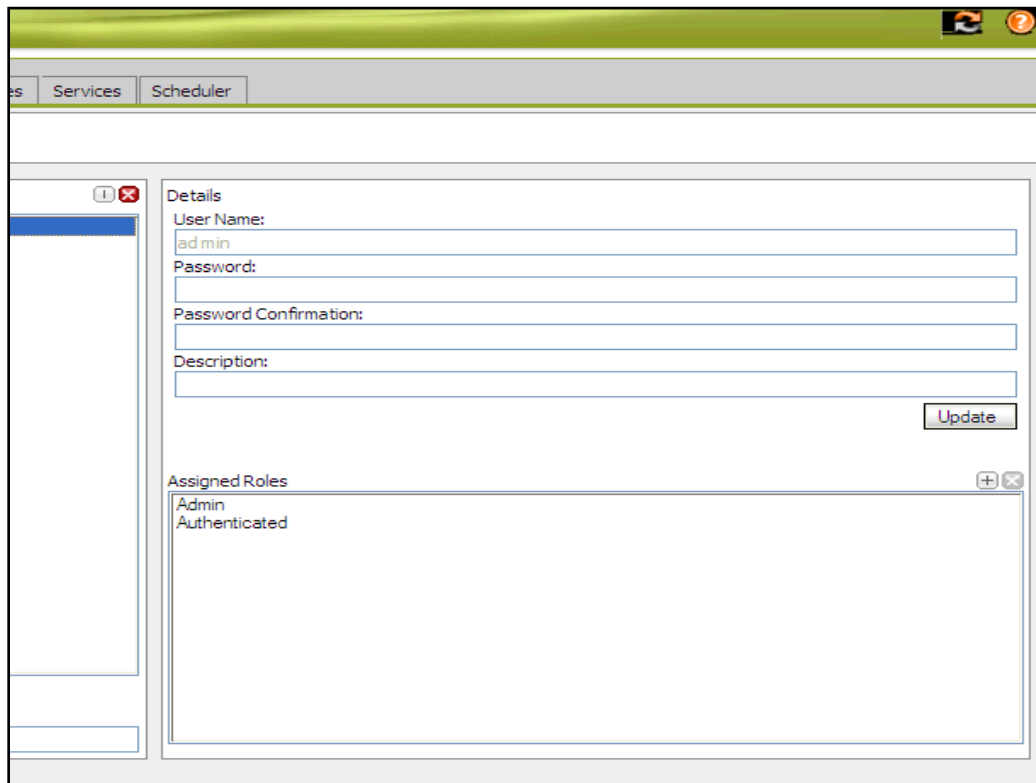 es Services Scheduler
Details
User Name:
admin
Password:
Password Confirmation:
Description:
Update
Assigned Roles
Admin
Authenticated